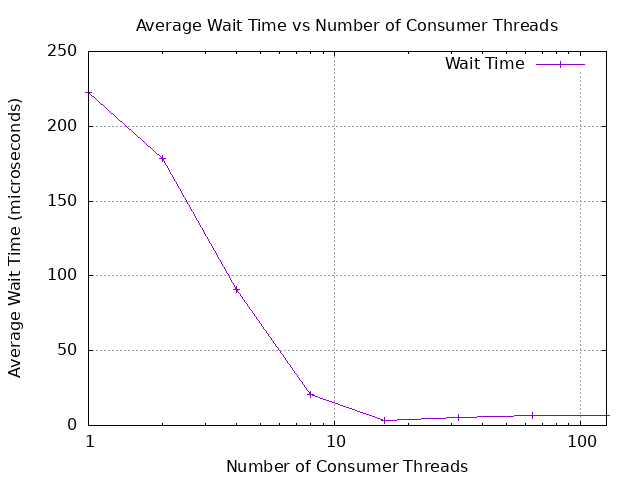 Average Wait Time vs Number of Consumer Threads
Wait Time
250
200
150
100
50
0
Average Wait Time (microseconds)
1
10
100
Number of Consumer Threads